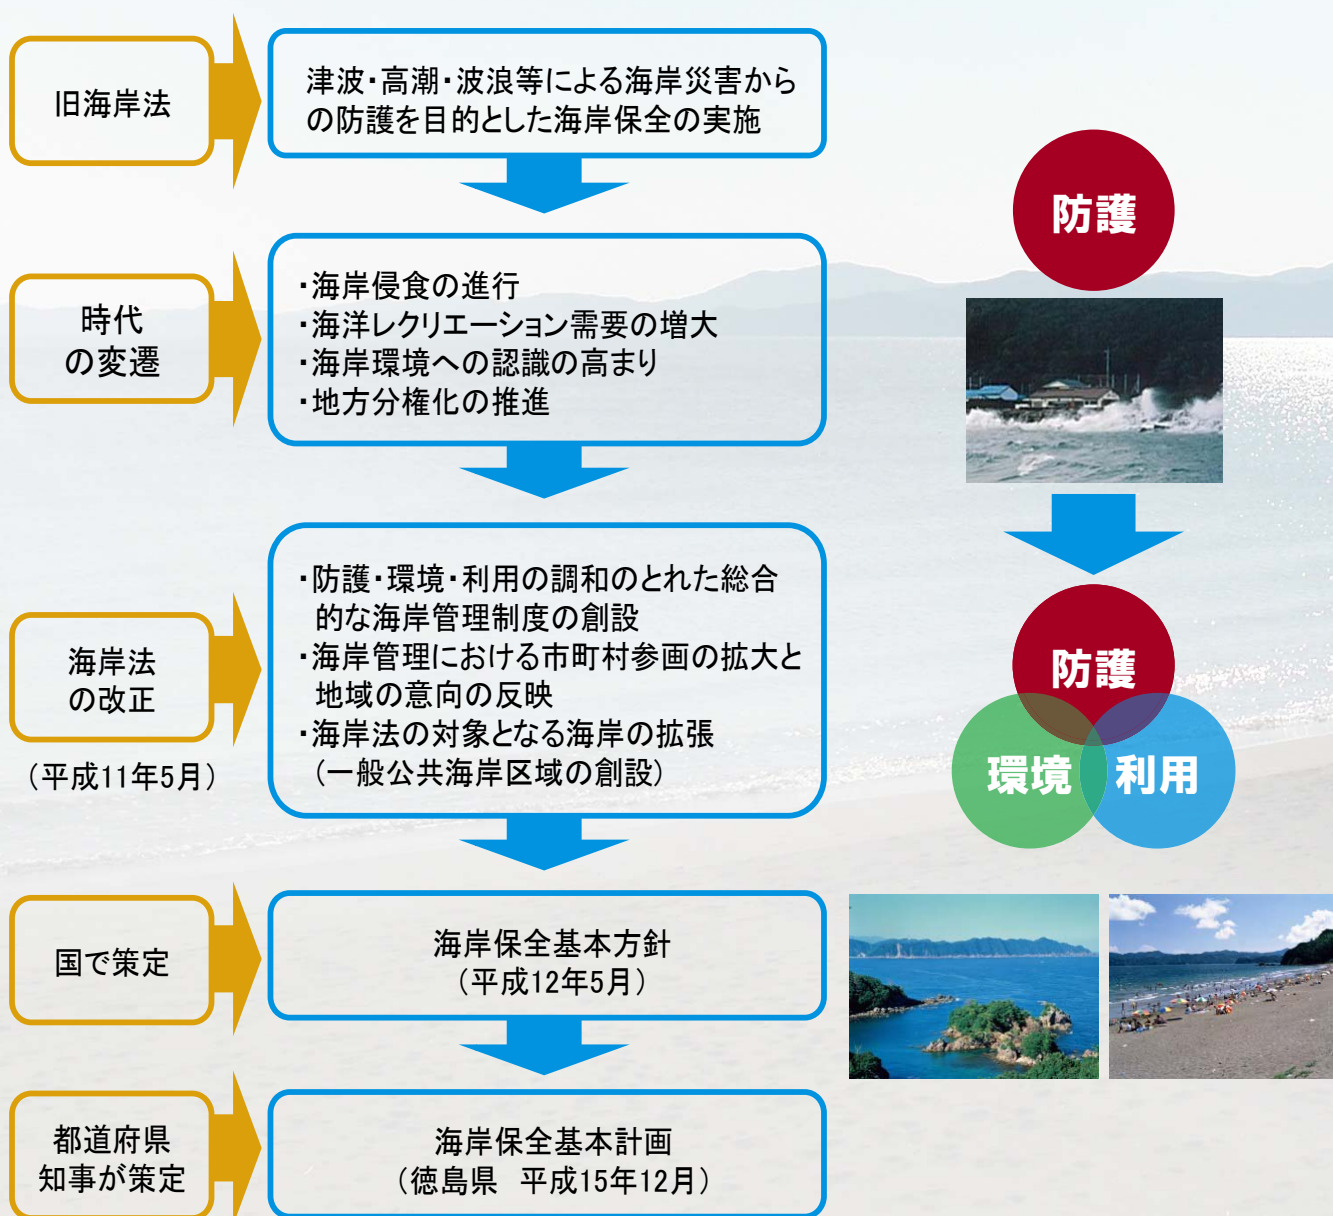 旧海岸法
津波・高潮・波浪等による海岸災害から
の防護を目的とした海岸保全の実施
時代
の変遷
・海岸侵食の進行
・海洋レクリエーション需要の増大
・海岸環境への認識の高まり
・地方分権化の推進
海岸法
の改正
（平成11年5月）
・防護・環境・利用の調和のとれた総合
的な海岸管理制度の創設
・海岸管理における市町村参画の拡大と
地域の意向の反映
・海岸法の対象となる海岸の拡張
（一般公共海岸区域の創設）
国で策定
海岸保全基本方針
（平成12年5月）
都道府県
知事が策定
海岸保全基本計画
（徳島県　平成15年12月）
防護
防護
環境
利用